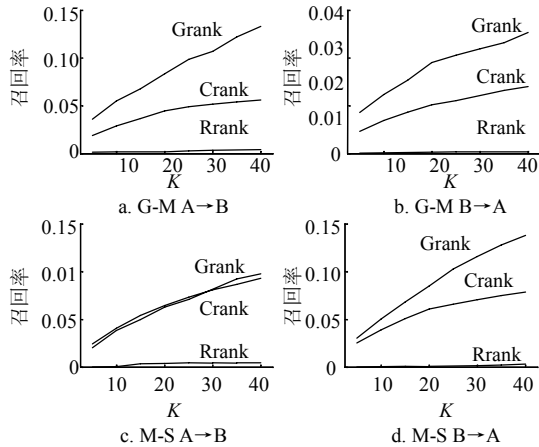 0.15
0.10
0.05
0
召回率
Grank
Crank
Rrank
10 20 30 40
K
a. G-M A→B
0.04
0.03
0.02
0.01
0
召回率
Grank
Crank
Rrank
10 20 30 40
K
b. G-M B→A
0.15
0.10
0.05
0
召回率
Grank
Crank
Rrank
10 20 30 40
K
c. M-S A→B
0.15
0.10
0.05
0
召回率
Grank
Crank
Rrank
10 20 30 40
K
d. M-S B→A